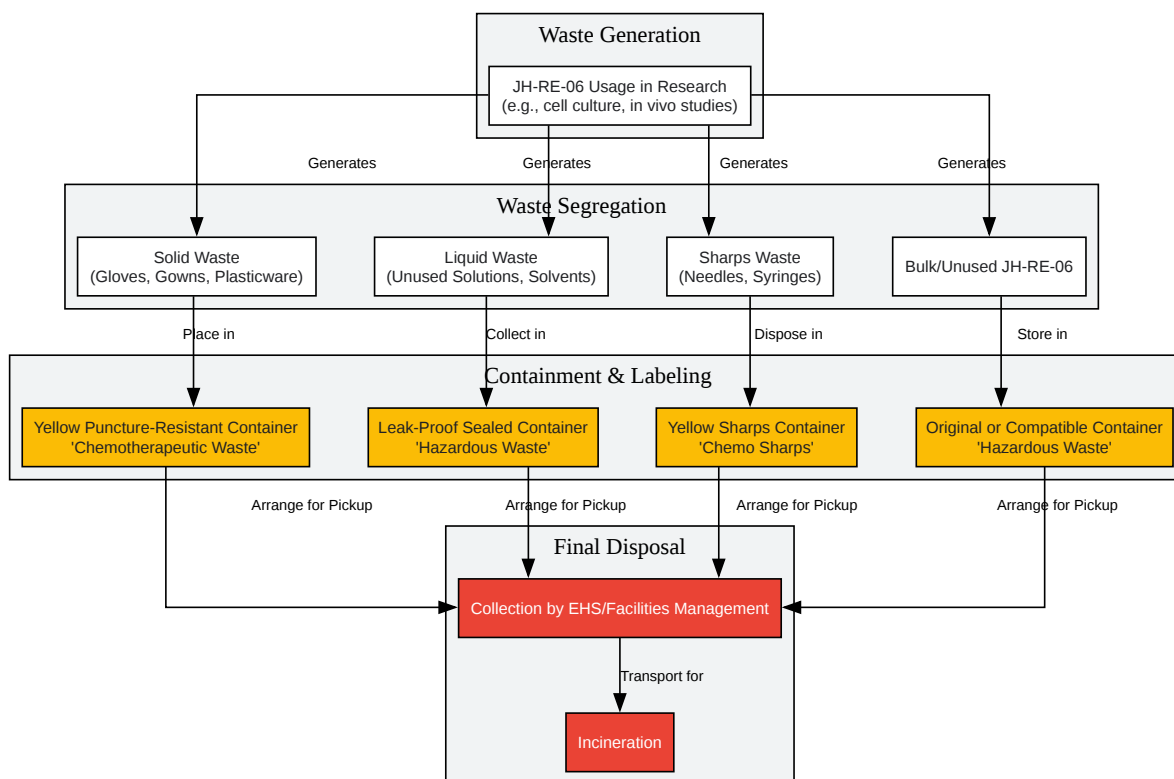 Waste Generation
JH-RE-06 Usage in Research
(e.g., cell culture, in vivo studies)
Generates
Generates
Generates
Generates
Waste Segregation
Solid Waste
(Gloves, Gowns, Plasticware)
Liquid Waste
(Unused Solutions, Solvents)
Sharps Waste
(Needles, Syringes)
Bulk/Unused JH-RE-06
Place in
Collect in
Dispose in
Store in
Containment & Labeling
Yellow Puncture-Resistant Container
'Chemotherapeutic Waste'
Leak-Proof Sealed Container
'Hazardous Waste'
Yellow Sharps Container
'Chemo Sharps'
Original or Compatible Container
'Hazardous Waste'
Arrange for Pickup
Arrange for Pickup
Arrange for Pickup
Arrange for Pickup
Final Disposal
Collection by EHS/Facilities Management
Transport for
Incineration